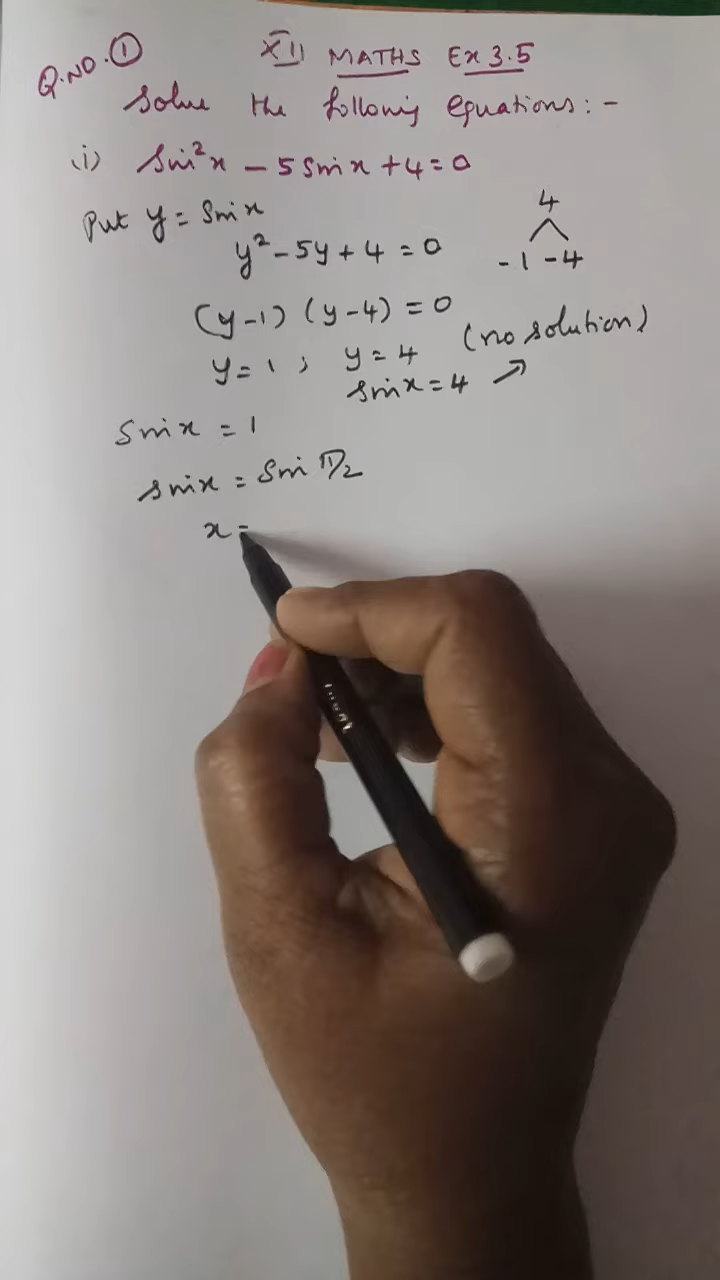 Q.NO.① XII MATHS Ex 3.5
Solve the following equations:-
(i) Sin²x - 5 Sin x + 4 = 0
Put y = Sin x
4
y² - 5y + 4 = 0
-1 -4
(y-1) (y-4) = 0
(no solution)
y = 1 ; y = 4
sin x = 4 ↗
Sin x = 1
sin x = Sin π/2
x =